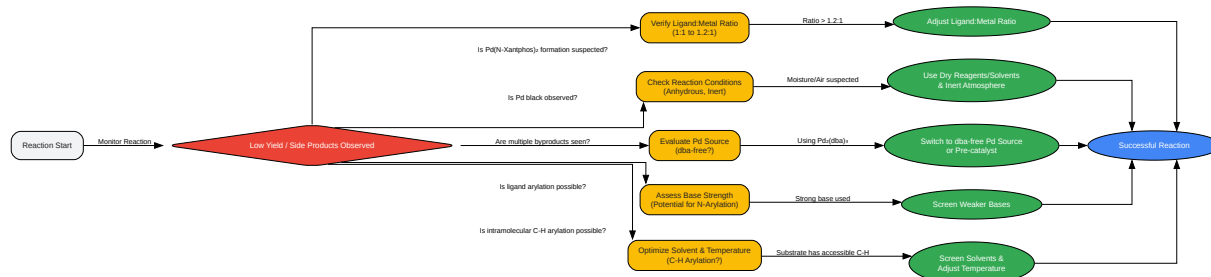 Verify Ligand:Metal Ratio
(1:1 to 1.2:1)
Ratio > 1.2:1
Adjust Ligand:Metal Ratio
Is Pd(N-Xantphos)₂ formation suspected?
Check Reaction Conditions
(Anhydrous, Inert)
Moisture/Air suspected
Use Dry Reagents/Solvents
& Inert Atmosphere
Is Pd black observed?
Reaction Start
Monitor Reaction
Low Yield / Side Products Observed
Are multiple byproducts seen?
Evaluate Pd Source
(dba-free?)
Using Pd₂(dba)₃
Switch to dba-free Pd Source
or Pre-catalyst
Successful Reaction
Is ligand arylation possible?
Assess Base Strength
(Potential for N-Arylation)
Strong base used
Screen Weaker Bases
Is intramolecular C-H arylation possible?
Optimize Solvent & Temperature
(C-H Arylation?)
Substrate has accessible C-H
Screen Solvents &
Adjust Temperature